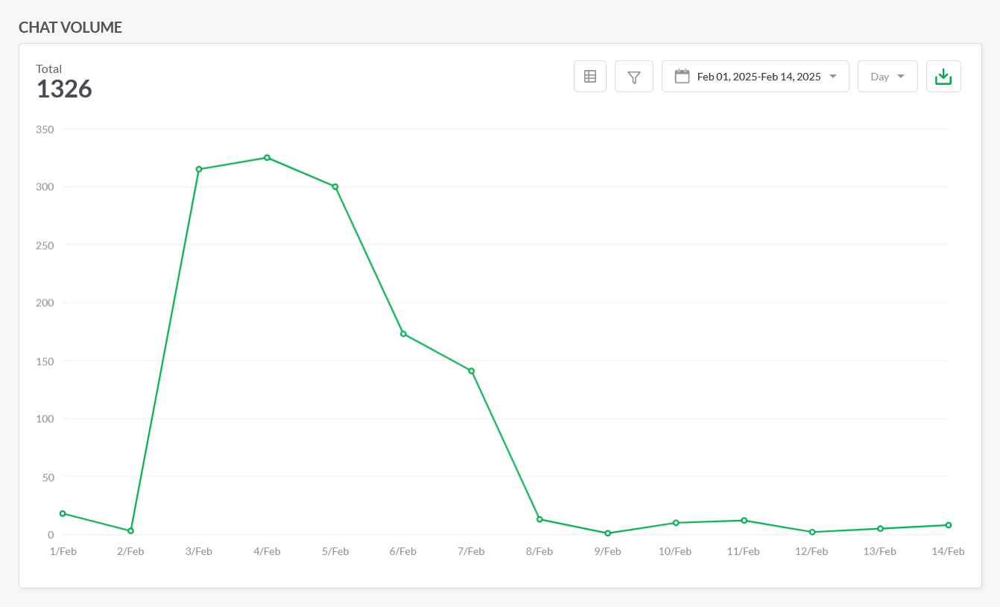 CHAT VOLUME
Total
1326
Feb 01, 2025-Feb 14, 2025
Day
350
300
250
200
150
100
50
0
1/Feb 2/Feb 3/Feb 4/Feb 5/Feb 6/Feb 7/Feb 8/Feb 9/Feb 10/Feb 11/Feb 12/Feb 13/Feb 14/Feb